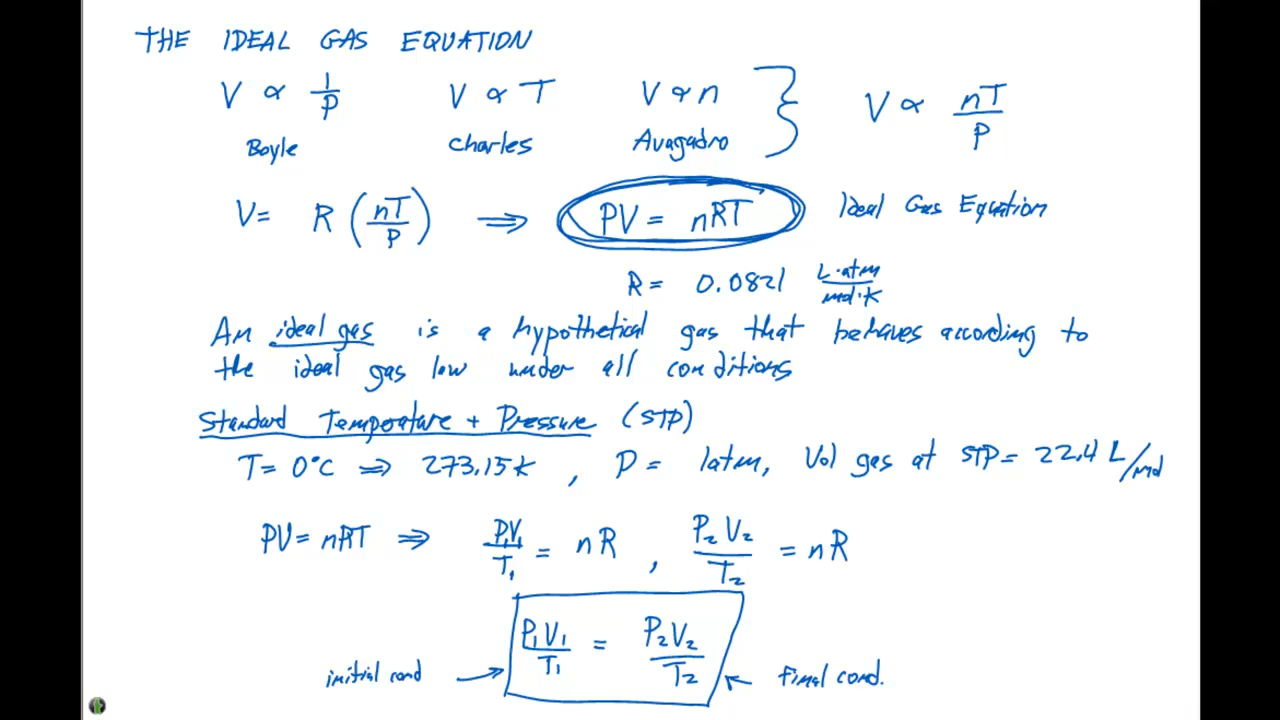 THE IDEAL GAS EQUATION
V ∝ 1/P V ∝ T V ∝ n } V ∝ nT/P
Boyle Charles Avagadro
V = R (nT/P) ⇒ PV = nRT Ideal Gas Equation
R = 0.0821 L·atm/mol·K
An ideal gas is a hypothetical gas that behaves according to
the ideal gas law under all conditions
Standard Temperature + Pressure (STP)
T = 0°C ⇒ 273.15K, P = 1atm, Vol gas at STP = 22.4 L/mol
PV = nRT ⇒ P₁V₁/T₁ = nR, P₂V₂/T₂ = nR
P₁V₁/T₁ = P₂V₂/T₂
initial cond → ← final cond.